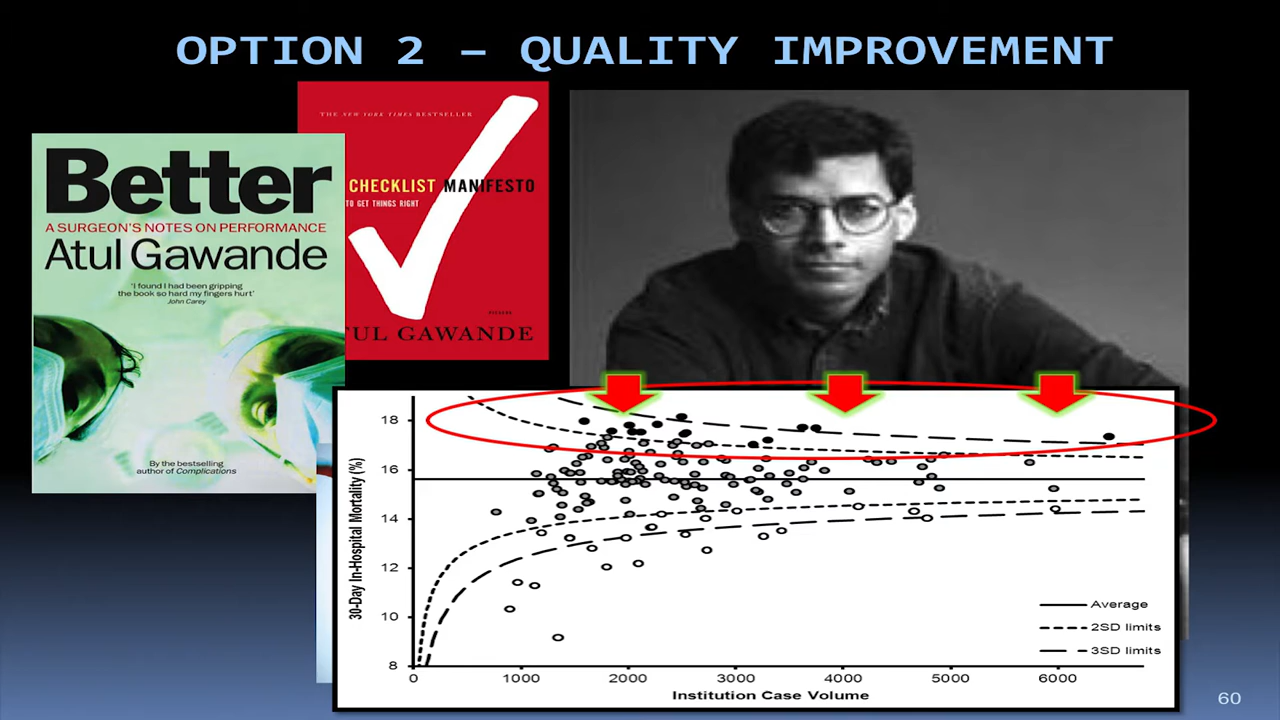 OPTION 2 – QUALITY IMPROVEMENT
THE NEW YORK TIMES BESTSELLER
CHECKLIST MANIFESTO
TO GET THINGS RIGHT
PICADOR
TUL GAWANDE
Better
A SURGEON'S NOTES ON PERFORMANCE
Atul Gawande
'I found I had been gripping
the book so hard my fingers hurt'
John Carey
By the bestselling
author of Complications
30-Day In-Hospital Mortality (%)
18
16
14
12
10
8
0 1000 2000 3000 4000 5000 6000
Institution Case Volume
Average
2SD limits
3SD limits
60